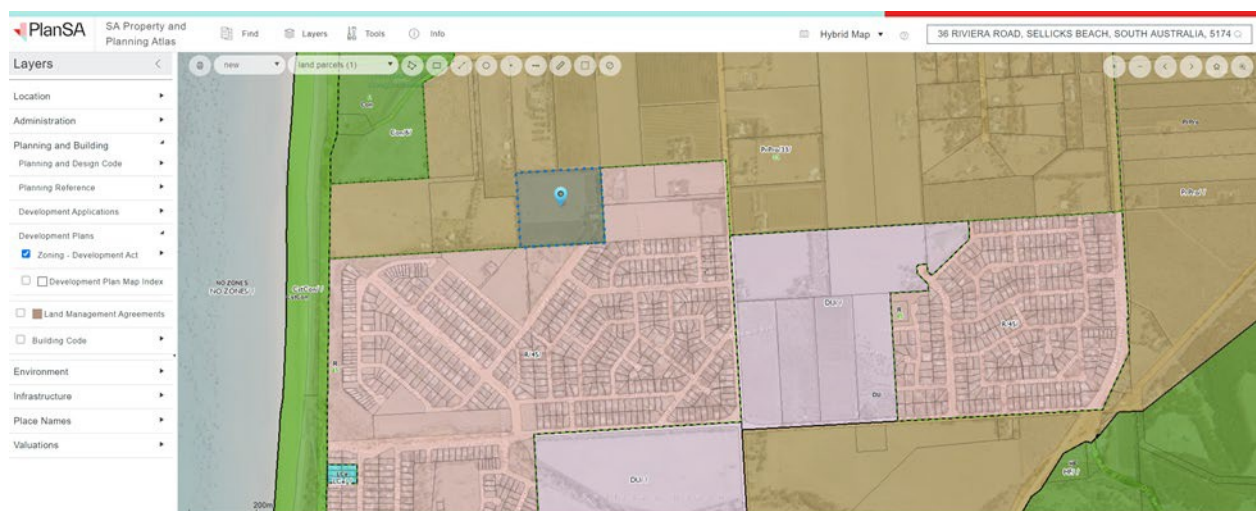 PlanSA
SA Property and
Planning Atlas
Find
Layers
Tools
Info
Hybrid Map
36 RIVIERA ROAD, SELLICKS BEACH, SOUTH AUSTRALIA, 5174
Layers
new
land parcels (1)
Location
Administration
Planning and Building
Planning and Design Code
Planning Reference
Development Applications
Development Plans
Zoning - Development Act
Development Plan Map Index
Land Management Agreements
Building Code
Environment
Infrastructure
Place Names
Valuations
NO ZONES
NO ZONES/ /
DU/ /
R
R
DU
DU/ /
200m